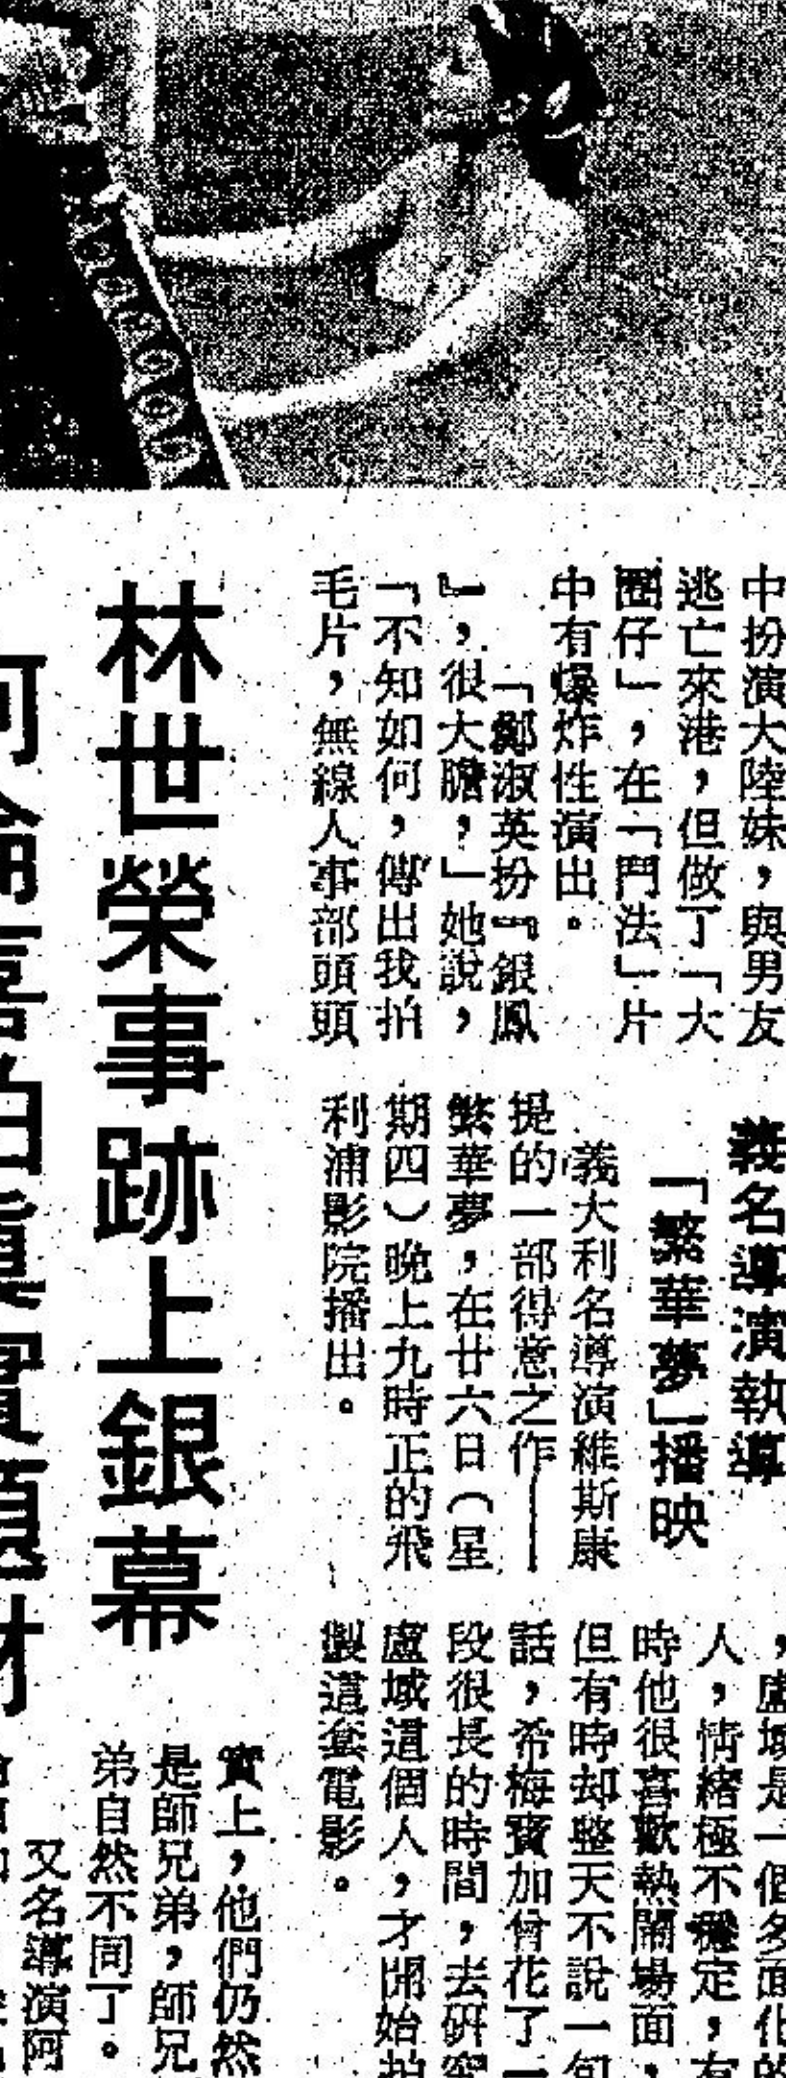 中扮演大陸妹，與男友
逃亡來港，但做了「大
圈仔」，在「鬥法」片
中有爆炸性演出。
「鄭淑英扮『銀鳳
』，很大膽，」她說，
「不知如何，傳出我拍
毛片，無線人事部頭頭
義名導演執導
「繁華夢」播映
義大利名導演維斯康
提的一部得意之作——
繁華夢，在廿六日（星
期四）晚上九時正的飛
利浦影院播出。
，盧域是一個多面化的
人，情緒極不穩定，有
時他很喜歡熱鬧場面，
但有時却整天不說一句
話，希梅寶加曾花了一
段很長的時間，去研究
盧域這個人，才開始拍
製這套電影。
林世榮事跡上銀幕
實上，他們仍然
是師兄弟，師兄
弟自然不同了。
又名導演阿